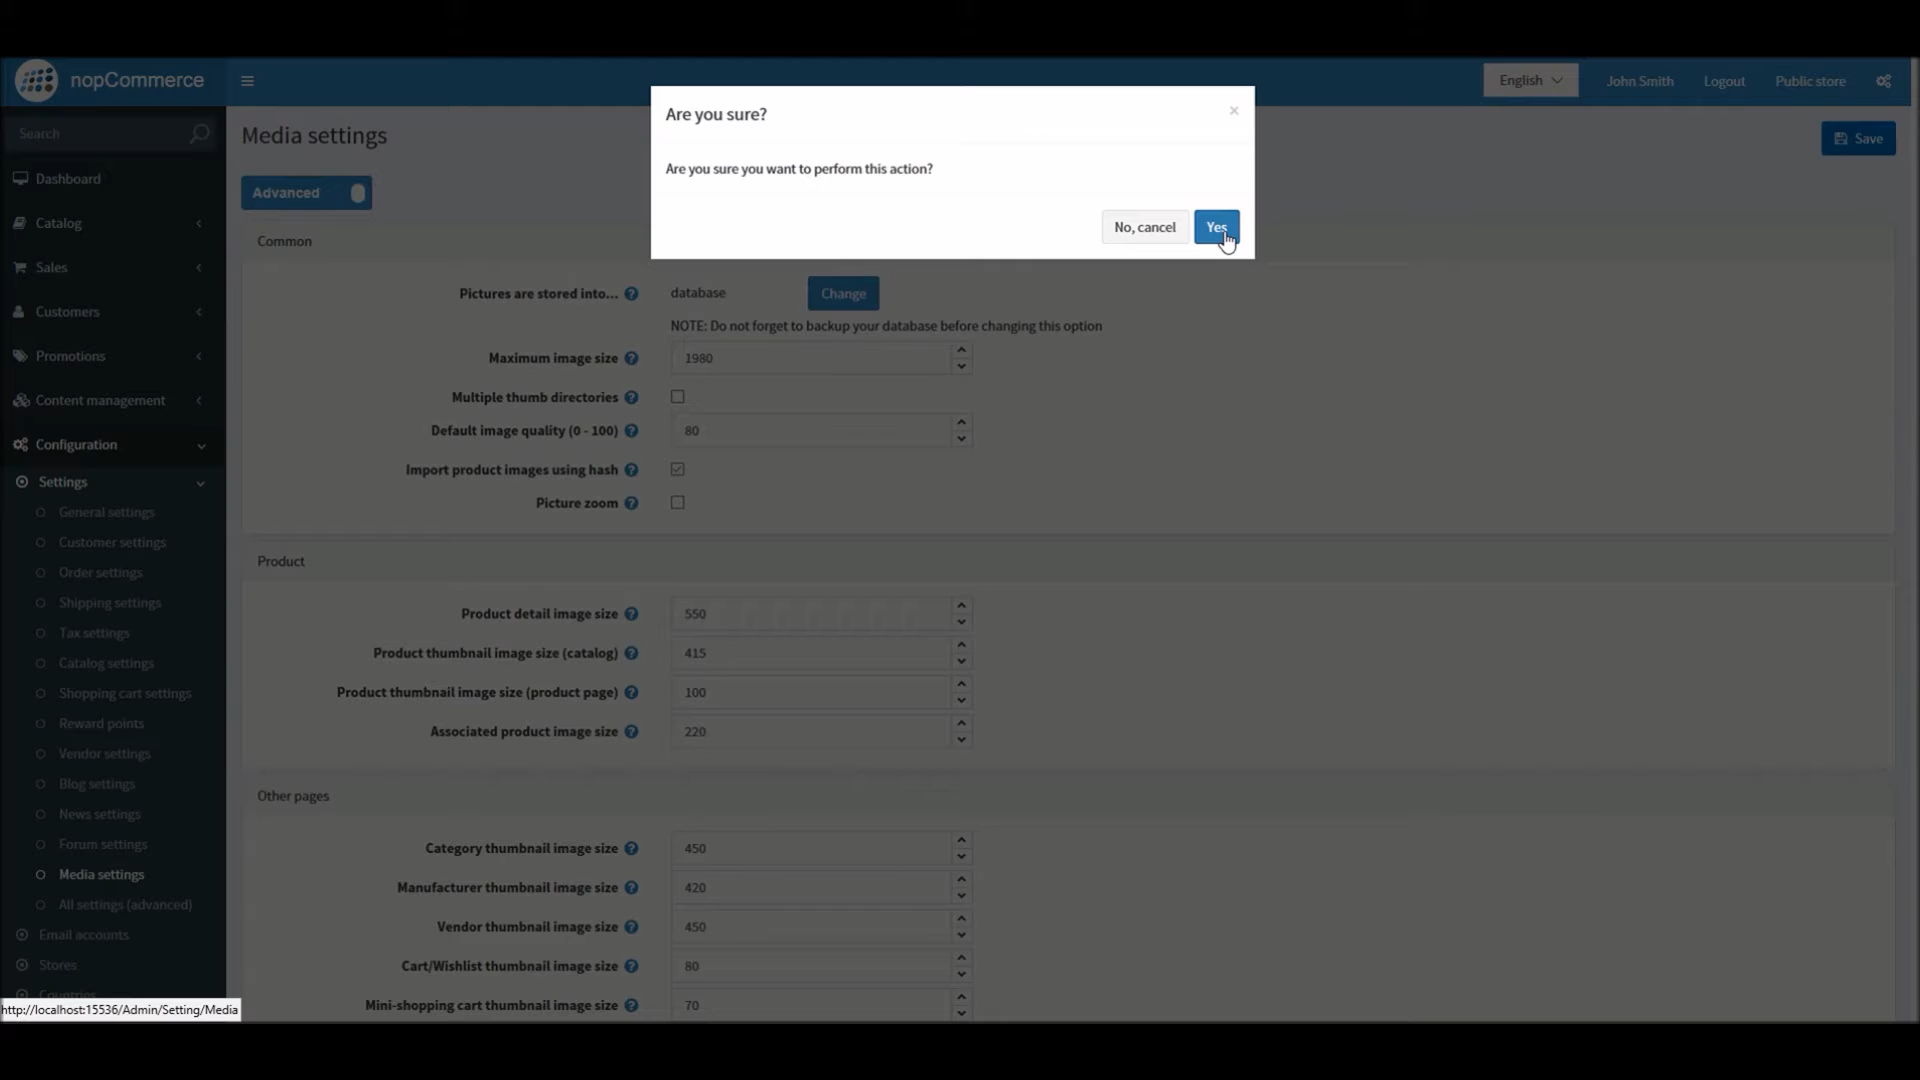 nopCommerce
English
John Smith
Logout
Public store
Search
Dashboard
Catalog
Sales
Customers
Promotions
Content management
Configuration
Settings
General settings
Customer settings
Order settings
Shipping settings
Tax settings
Catalog settings
Shopping cart settings
Reward points
Vendor settings
Blog settings
News settings
Forum settings
Media settings
All settings (advanced)
Email accounts
Stores
Countries
http://localhost:15536/Admin/Setting/Media
Media settings
Save
Advanced
Are you sure?
×
Are you sure you want to perform this action?
No, cancel
Yes
Common
Pictures are stored into... ? database Change
NOTE: Do not forget to backup your database before changing this option
Maximum image size ? 1980
Multiple thumb directories ?
Default image quality (0 - 100) ? 80
Import product images using hash ?
Picture zoom ?
Product
Product detail image size ? 550
Product thumbnail image size (catalog) ? 415
Product thumbnail image size (product page) ? 100
Associated product image size ? 220
Other pages
Category thumbnail image size ? 450
Manufacturer thumbnail image size ? 420
Vendor thumbnail image size ? 450
Cart/Wishlist thumbnail image size ? 80
Mini-shopping cart thumbnail image size ? 70